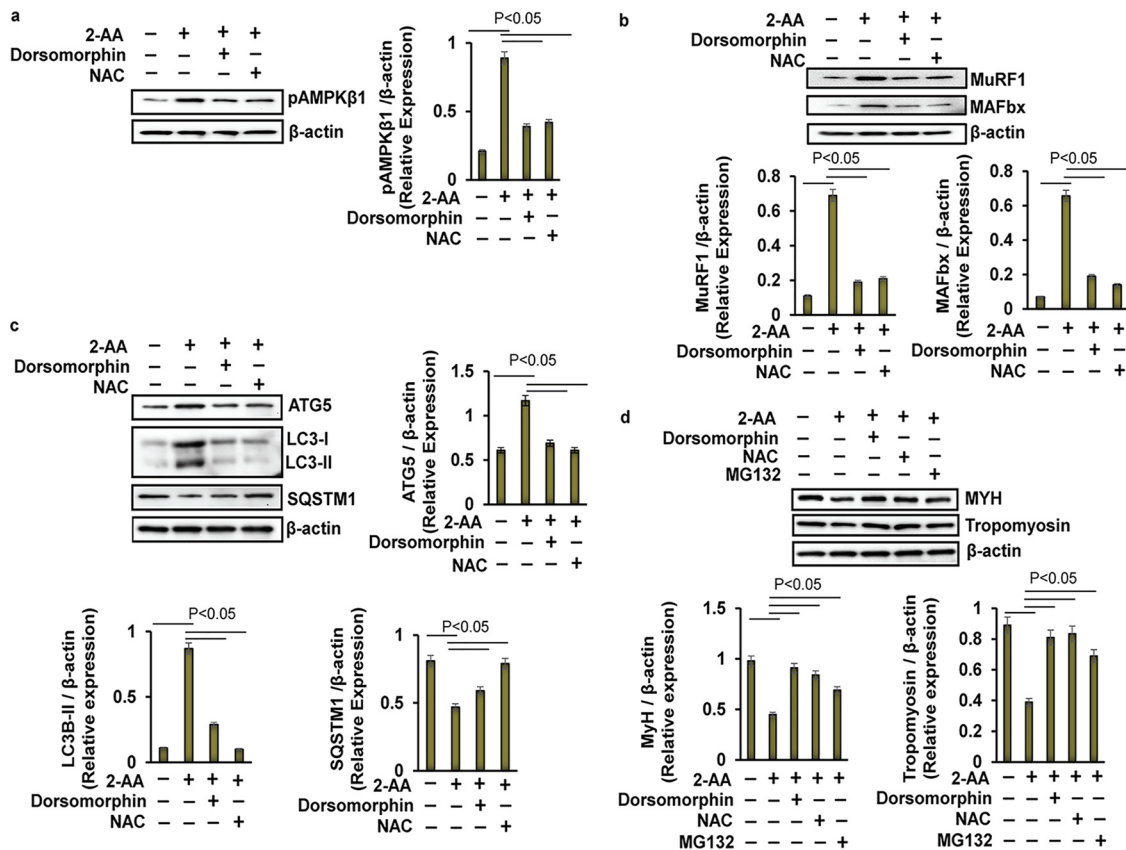 a
2-AA – + + +
Dorsomorphin – – + –
NAC – – – +
pAMPKβ1
β-actin
P<0.05
pAMPKβ1 /β-actin
(Relative Expression)
1
0.5
0
2-AA – + + +
Dorsomorphin – – + –
NAC – – – +
b
2-AA – + + +
Dorsomorphin – – + –
NAC – – – +
MuRF1
MAFbx
β-actin
P<0.05
MuRF1 /β-actin
(Relative Expression)
0.8
0.6
0.4
0.2
0
2-AA – + + +
Dorsomorphin – – + –
NAC – – – +
P<0.05
MAFbx / β-actin
(Relative Expression)
0.8
0.6
0.4
0.2
0
2-AA – + + +
Dorsomorphin – – + –
NAC – – – +
c
2-AA – + + +
Dorsomorphin – – + –
NAC – – – +
ATG5
LC3-I
LC3-II
SQSTM1
β-actin
P<0.05
ATG5 / β-actin
(Relative Expression)
1.5
1
0.5
0
2-AA – + + +
Dorsomorphin – – + –
NAC – – – +
P<0.05
LC3B-II / β-actin
(Relative expression)
1
0.5
0
2-AA – + + +
Dorsomorphin – – + –
NAC – – – +
P<0.05
SQSTM1 /β-actin
(Relative Expression)
1
0.5
0
2-AA – + + +
Dorsomorphin – – + –
NAC – – – +
d
2-AA – + + + +
Dorsomorphin – – + – –
NAC – – – + –
MG132 – – – – +
MYH
Tropomyosin
β-actin
P<0.05
MyH / β-actin
(Relative Expression)
1.5
1
0.5
0
2-AA – + + + +
Dorsomorphin – – + – –
NAC – – – + –
MG132 – – – – +
P<0.05
Tropomyosin / β-actin
(Relative expression)
1
0.8
0.6
0.4
0.2
0
2-AA – + + + +
Dorsomorphin – – + – –
NAC – – – + –
MG132 – – – – +